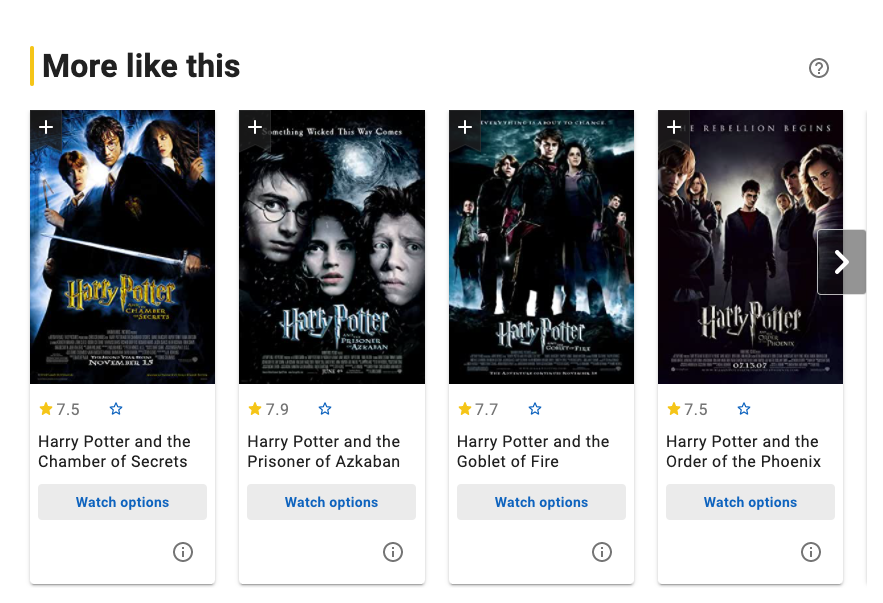 More like this
Something Wicked This Way Comes
EVERYTHING IS ABOUT TO CHANGE
E REBELLION BEGINS
Harry Potter
AND THE
CHAMBER OF
SECRETS
NOVEMBER 15
Harry Potter
AND THE
PRISONER
OF
AZKABAN
Harry Potter
AND THE
GOBLET OF FIRE
Harry Potter
AND THE
ORDER
OF THE
PHOENIX
07.13.07
7.5
7.9
7.7
7.5
Harry Potter and the
Chamber of Secrets
Harry Potter and the
Prisoner of Azkaban
Harry Potter and the
Goblet of Fire
Harry Potter and the
Order of the Phoenix
Watch options
Watch options
Watch options
Watch options